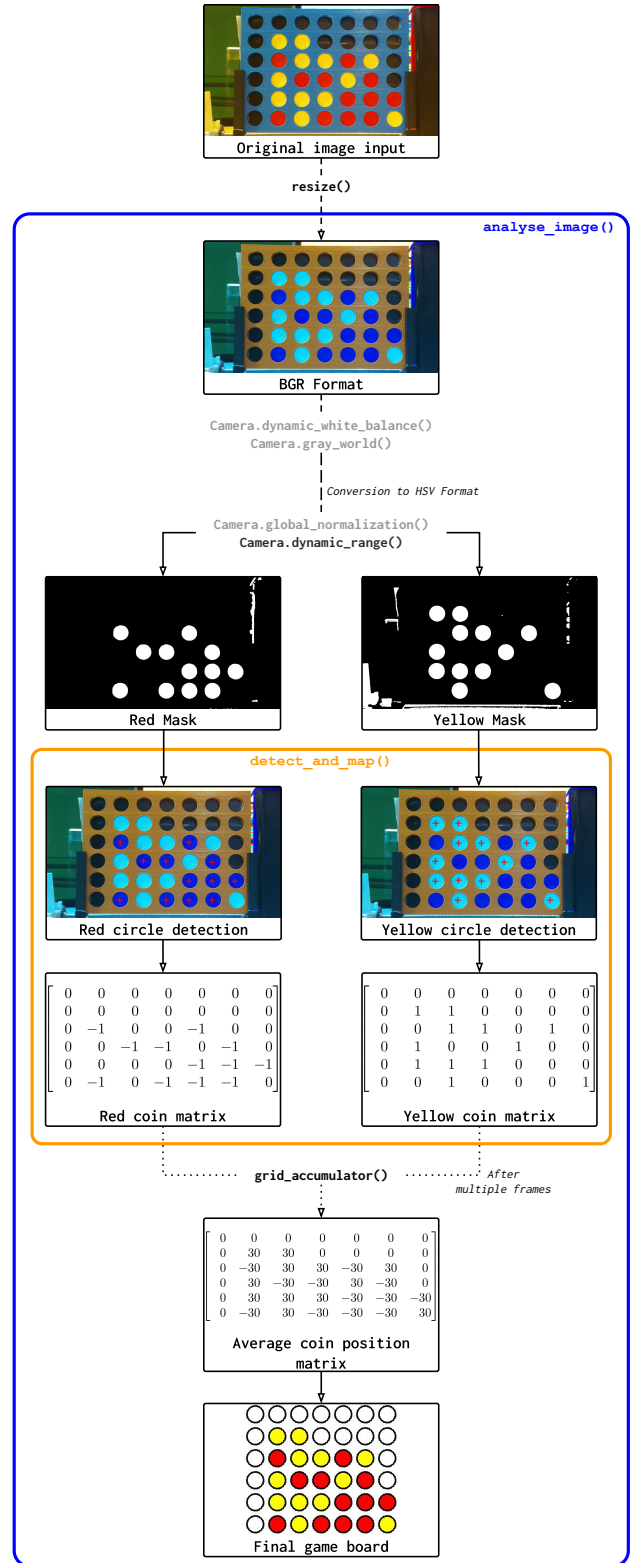 Original image input
resize()
analyse_image()
BGR Format
Camera.dynamic_white_balance()
Camera.gray_world()
Conversion to HSV Format
Camera.global_normalization()
Camera.dynamic_range()
Red Mask
Yellow Mask
detect_and_map()
Red circle detection
Yellow circle detection
0 0 0 0 0 0 0
0 0 0 0 0 0 0
0 −1 0 0 −1 0 0
0 0 −1 −1 0 −1 0
0 0 0 0 −1 −1 −1
0 −1 0 −1 −1 −1 0
Red coin matrix
0 0 0 0 0 0 0
0 1 1 0 0 0 0
0 0 1 1 0 1 0
0 1 0 0 1 0 0
0 1 1 1 0 0 0
0 0 1 0 0 0 1
Yellow coin matrix
grid_accumulator()
After
multiple frames
0 0 0 0 0 0 0
0 30 30 0 0 0 0
0 −30 30 30 −30 30 0
0 30 −30 −30 30 −30 0
0 30 30 30 −30 −30 −30
0 −30 30 −30 −30 −30 30
Average coin position
matrix
Final game board